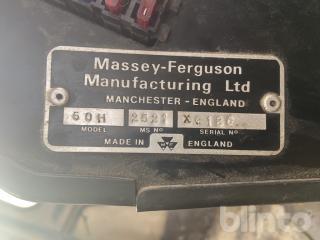 Massey-Ferguson
Manufacturing Ltd
MANCHESTER - ENGLAND
50H 2521
MODEL MS Nº SERIAL Nº
MADE IN ENGLAND
blinto